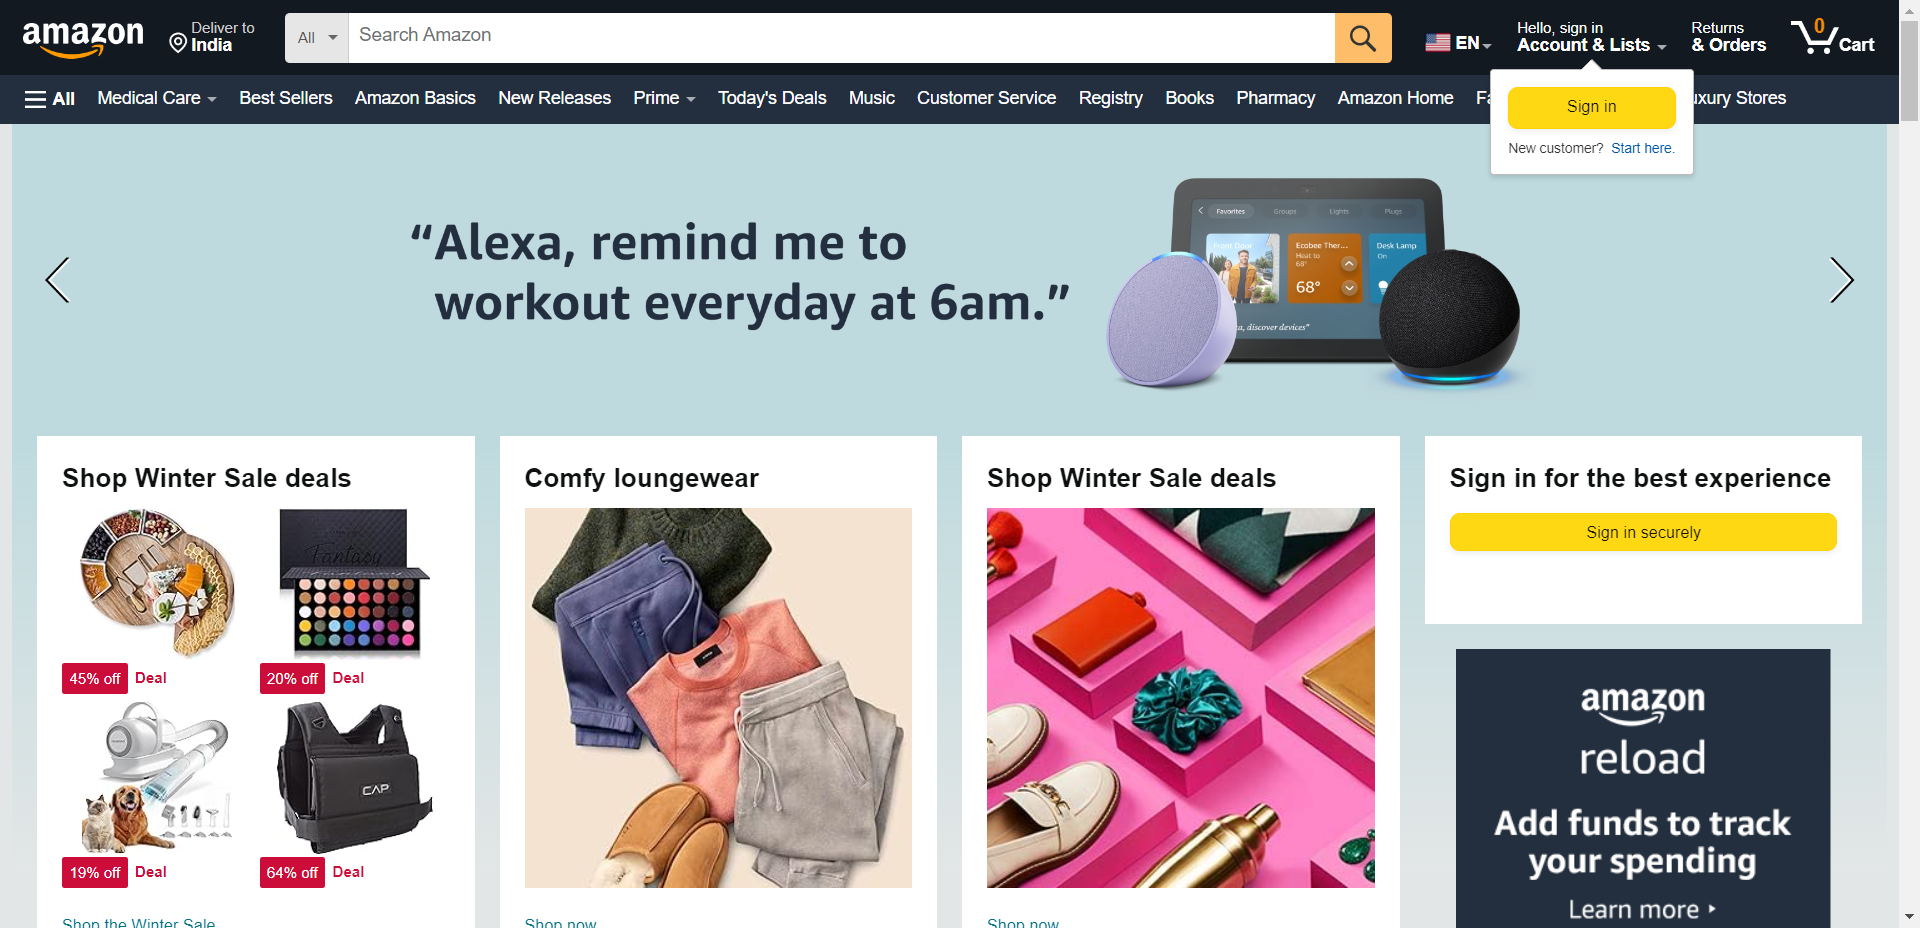 amazon
Deliver to
India
All
Search Amazon
EN
Hello, sign in
Account & Lists
Returns
& Orders
0
Cart
All
Medical Care
Best Sellers
Amazon Basics
New Releases
Prime
Today's Deals
Music
Customer Service
Registry
Books
Pharmacy
Amazon Home
Sign in
New customer? Start here.
Stores
“Alexa, remind me to
workout everyday at 6am.”
Favorites
Groups
Lights
Plugs
Front Door
Ecobee Ther...
Heat to
68°
68°
Desk Lamp
On
discover devices"
Shop Winter Sale deals
Fantasy
45% off
Deal
20% off
Deal
CAP
19% off
Deal
64% off
Deal
Shop the Winter Sale
Comfy loungewear
Shop now
Shop Winter Sale deals
Shop now
Sign in for the best experience
Sign in securely
amazon
reload
Add funds to track
your spending
Learn more